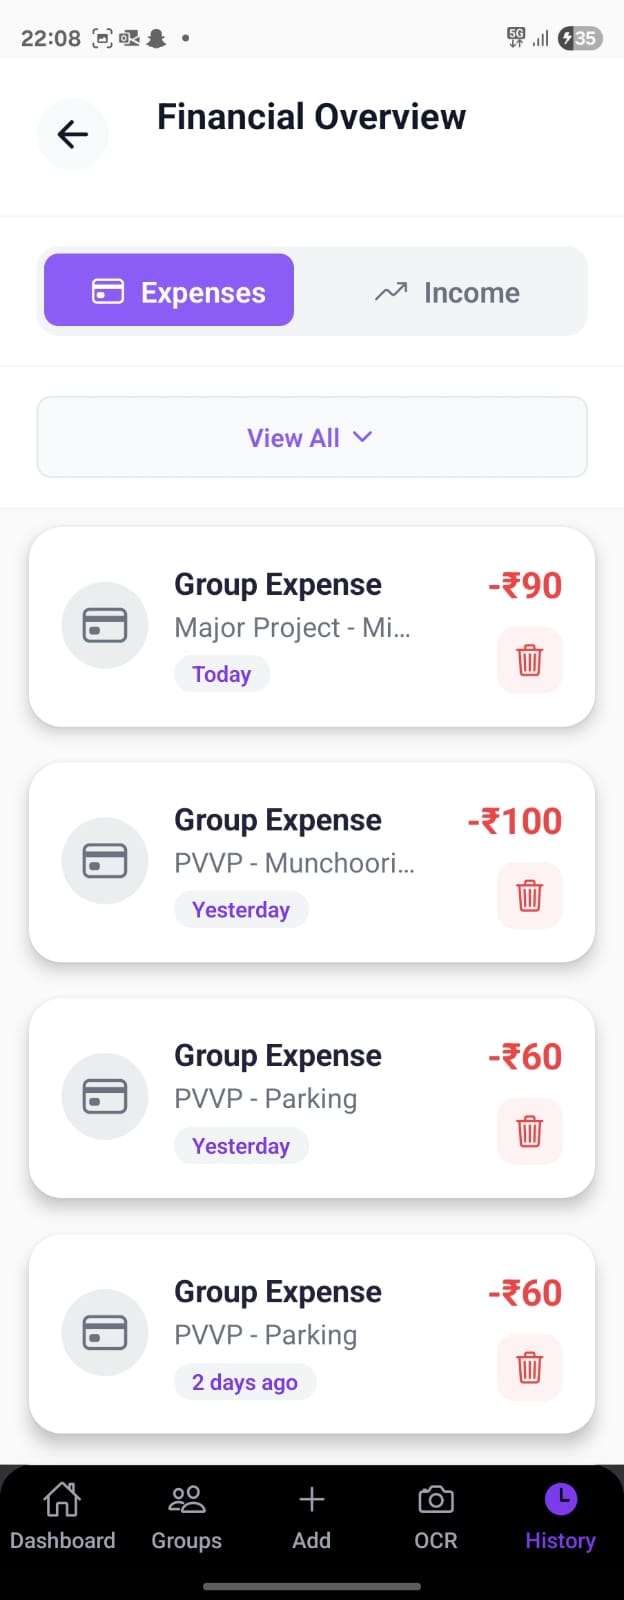 22:08
5G
35
Financial Overview
Expenses
Income
View All
Group Expense
-₹90
Major Project - Mi...
Today
Group Expense
-₹100
PVVP - Munchoori...
Yesterday
Group Expense
-₹60
PVVP - Parking
Yesterday
Group Expense
-₹60
PVVP - Parking
2 days ago
Dashboard
Groups
Add
OCR
History